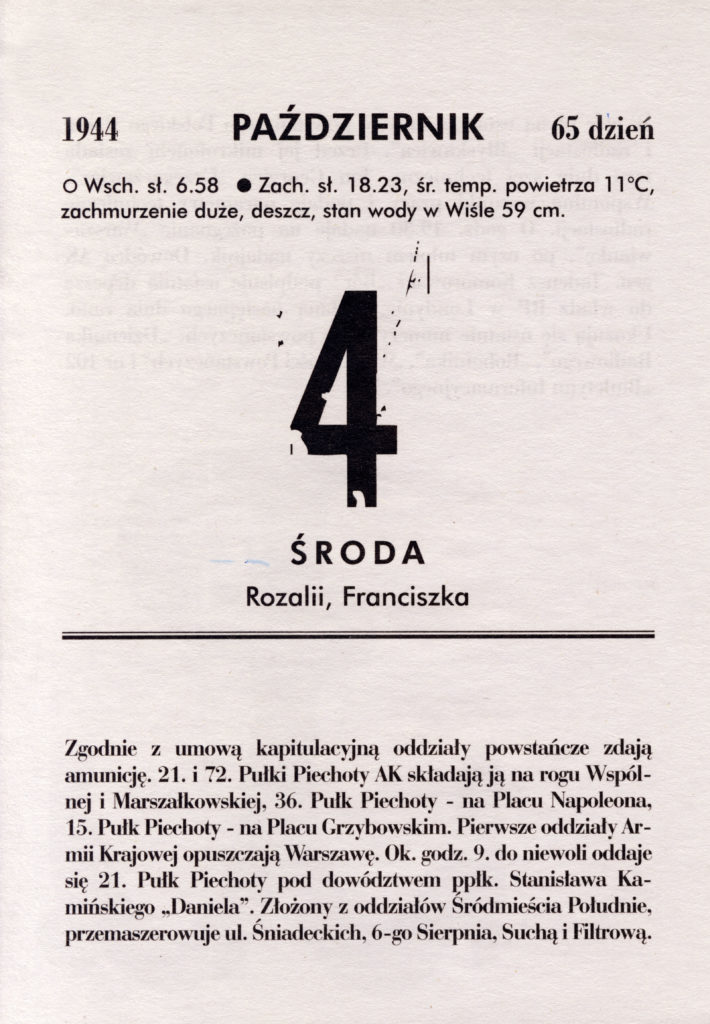 1944 PAŹDZIERNIK 65 dzień
O Wsch. sł. 6.58 ● Zach. sł. 18.23, śr. temp. powietrza 11°C,
zachmurzenie duże, deszcz, stan wody w Wiśle 59 cm.
4
ŚRODA
Rozalii, Franciszka
Zgodnie z umową kapitulacyjną oddziały powstańcze zdają
amunicję. 21. i 72. Pułki Piechoty AK składają ją na rogu Wspól-
nej i Marszałkowskiej, 36. Pułk Piechoty - na Placu Napoleona,
15. Pułk Piechoty - na Placu Grzybowskim. Pierwsze oddziały Ar-
mii Krajowej opuszczają Warszawę. Ok. godz. 9. do niewoli oddaje
się 21. Pułk Piechoty pod dowództwem ppłk. Stanisława Ka-
mińskiego „Daniela”. Złożony z oddziałów Śródmieścia Południe,
przemaszerowuje ul. Śniadeckich, 6-go Sierpnia, Suchą i Filtrową.